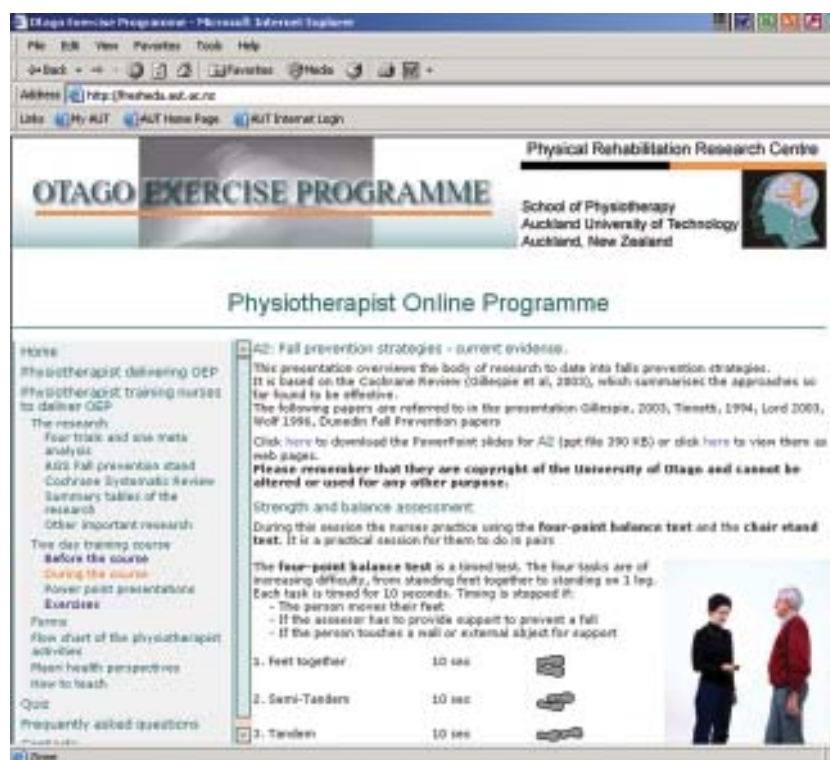 Otago Exercise Programme - Microsoft Internet Explorer
File Edit View Favorites Tools Help
Back Favorites Media
Address http://hesheds.aut.ac.nz
Links My AUT AUT Home Page AUT Internet Login
OTAGO EXERCISE PROGRAMME
Physical Rehabilitation Research Centre
School of Physiotherapy
Auckland University of Technology
Auckland, New Zealand
Physiotherapist Online Programme
Home
Physiotherapist delivering OEP
Physiotherapist training nurses
to deliver OEP
The research
Four trials and one meta
analysis
AGS Fall prevention stand
Cochrane Systematic Review
Summary tables of the
research
Other important research
Two day training course
Before the course
During the course
Power point presentations
Exercises
Forms
Flow chart of the physiotherapist
activities
Maori health perspectives
How to teach
Quiz
Frequently asked questions
A2: Fall prevention strategies - current evidence.
This presentation overviews the body of research to date into falls prevention strategies.
It is based on the Cochrane Review (Gillespie et al, 2003), which summarises the approaches so
far found to be effective.
The following papers are referred to in the presentation Gillespie, 2003, Tinnetti, 1994, Lord 2003,
Wolf 1996, Dunedin Fall Prevention papers
Click here to download the PowerPoint slides for A2 (ppt file 390 KB) or click here to view them as
web pages.
Please remember that they are copyright of the University of Otago and cannot be
altered or used for any other purpose.
Strength and balance assessment
During this session the nurses practice using the four-point balance test and the chair stand
test. It is a practical session for them to do in pairs
The four-point balance test is a timed test. The four tasks are of
increasing difficulty, from standing feet together to standing on 1 leg.
Each task is timed for 10 seconds. Timing is stopped if:
- The person moves their feet
- If the assessor has to provide support to prevent a fall
- If the person touches a wall or external object for support
1. Feet together 10 sec
2. Semi-Tandem 10 sec
3. Tandem 10 sec
Done